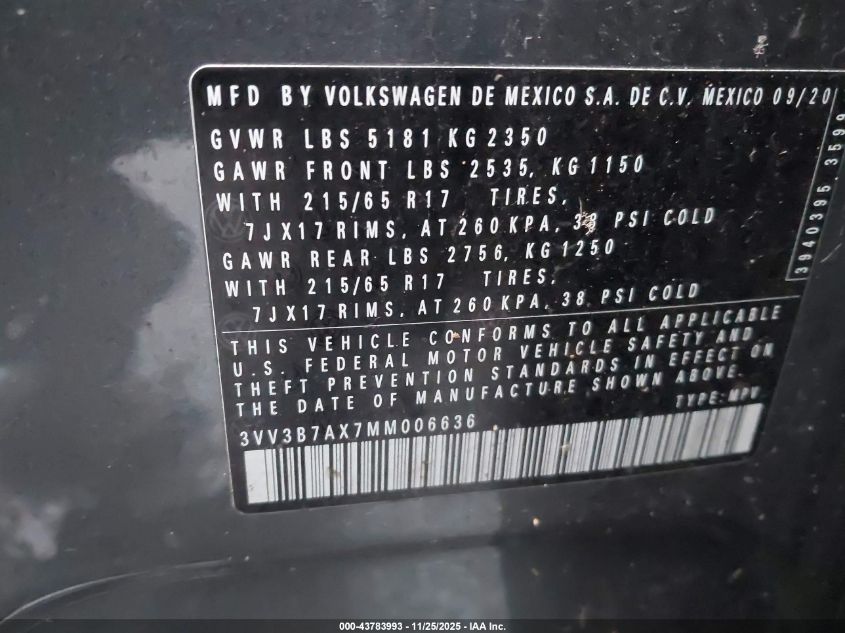 MFD BY VOLKSWAGEN DE MEXICO S.A. DE C.V. MEXICO 09/20
GVWR LBS 5181 KG 2350
GAWR FRONT LBS 2535, KG 1150
WITH 215/65 R17 TIRES,
7JX17 RIMS, AT 260 KPA, 38 PSI COLD
GAWR REAR LBS 2756, KG 1250
WITH 215/65 R17 TIRES,
7JX17 RIMS, AT 260 KPA, 38 PSI COLD
THIS VEHICLE CONFORMS TO ALL APPLICABLE
U.S. FEDERAL MOTOR VEHICLE SAFETY AND
THEFT PREVENTION STANDARDS IN EFFECT ON
THE DATE OF MANUFACTURE SHOWN ABOVE.
TYPE: MPV
3VV3B7AX7MM006636
3940395 3599
000-43783993 — 11/25/2025 — IAA Inc.